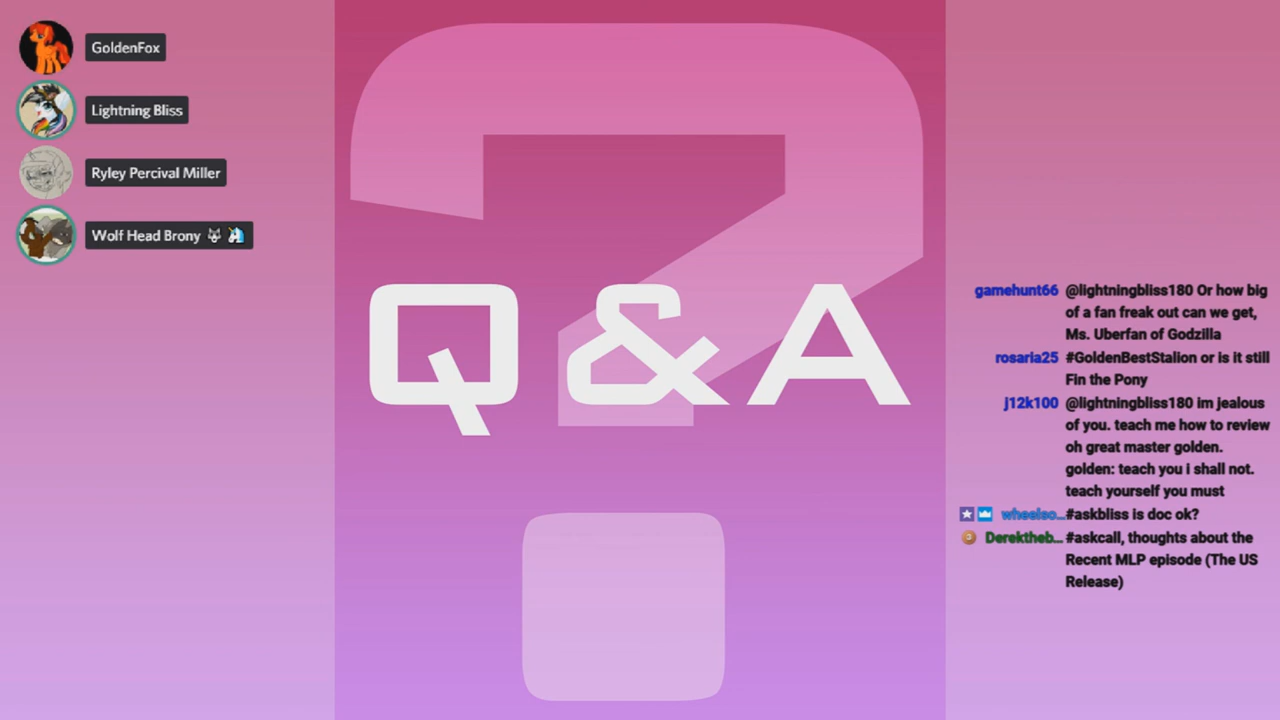 GoldenFox
Lightning Bliss
Ryley Percival Miller
Wolf Head Brony 🐺 🦄
Q & A
gamehunt66 @lightningbliss180 Or how big
of a fan freak out can we get,
Ms. Uberfan of Godzilla
rosaria25 #GoldenBestStalion or is it still
Fin the Pony
j12k100 @lightningbliss180 im jealous
of you. teach me how to review
oh great master golden.
golden: teach you i shall not.
teach yourself you must
wheelso... #askbliss is doc ok?
Derektheb... #askcall, thoughts about the
Recent MLP episode (The US
Release)